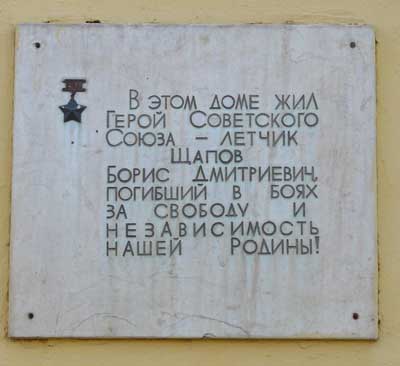 В этом доме жил
Герой Советского
Союза – летчик
Щапов
Борис Дмитриевич,
погибший в боях
за свободу и
независимость
нашей Родины!